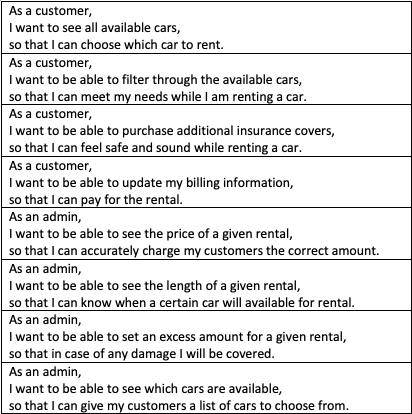 As a customer,
I want to see all available cars,
so that I can choose which car to rent.
As a customer,
I want to be able to filter through the available cars,
so that I can meet my needs while I am renting a car.
As a customer,
I want to be able to purchase additional insurance covers,
so that I can feel safe and sound while renting a car.
As a customer,
I want to be able to update my billing information,
so that I can pay for the rental.
As an admin,
I want to be able to see the price of a given rental,
so that I can accurately charge my customers the correct amount.
As an admin,
I want to be able to see the length of a given rental,
so that I can know when a certain car will available for rental.
As an admin,
I want to be able to set an excess amount for a given rental,
so that in case of any damage I will be covered.
As an admin,
I want to be able to see which cars are available,
so that I can give my customers a list of cars to choose from.